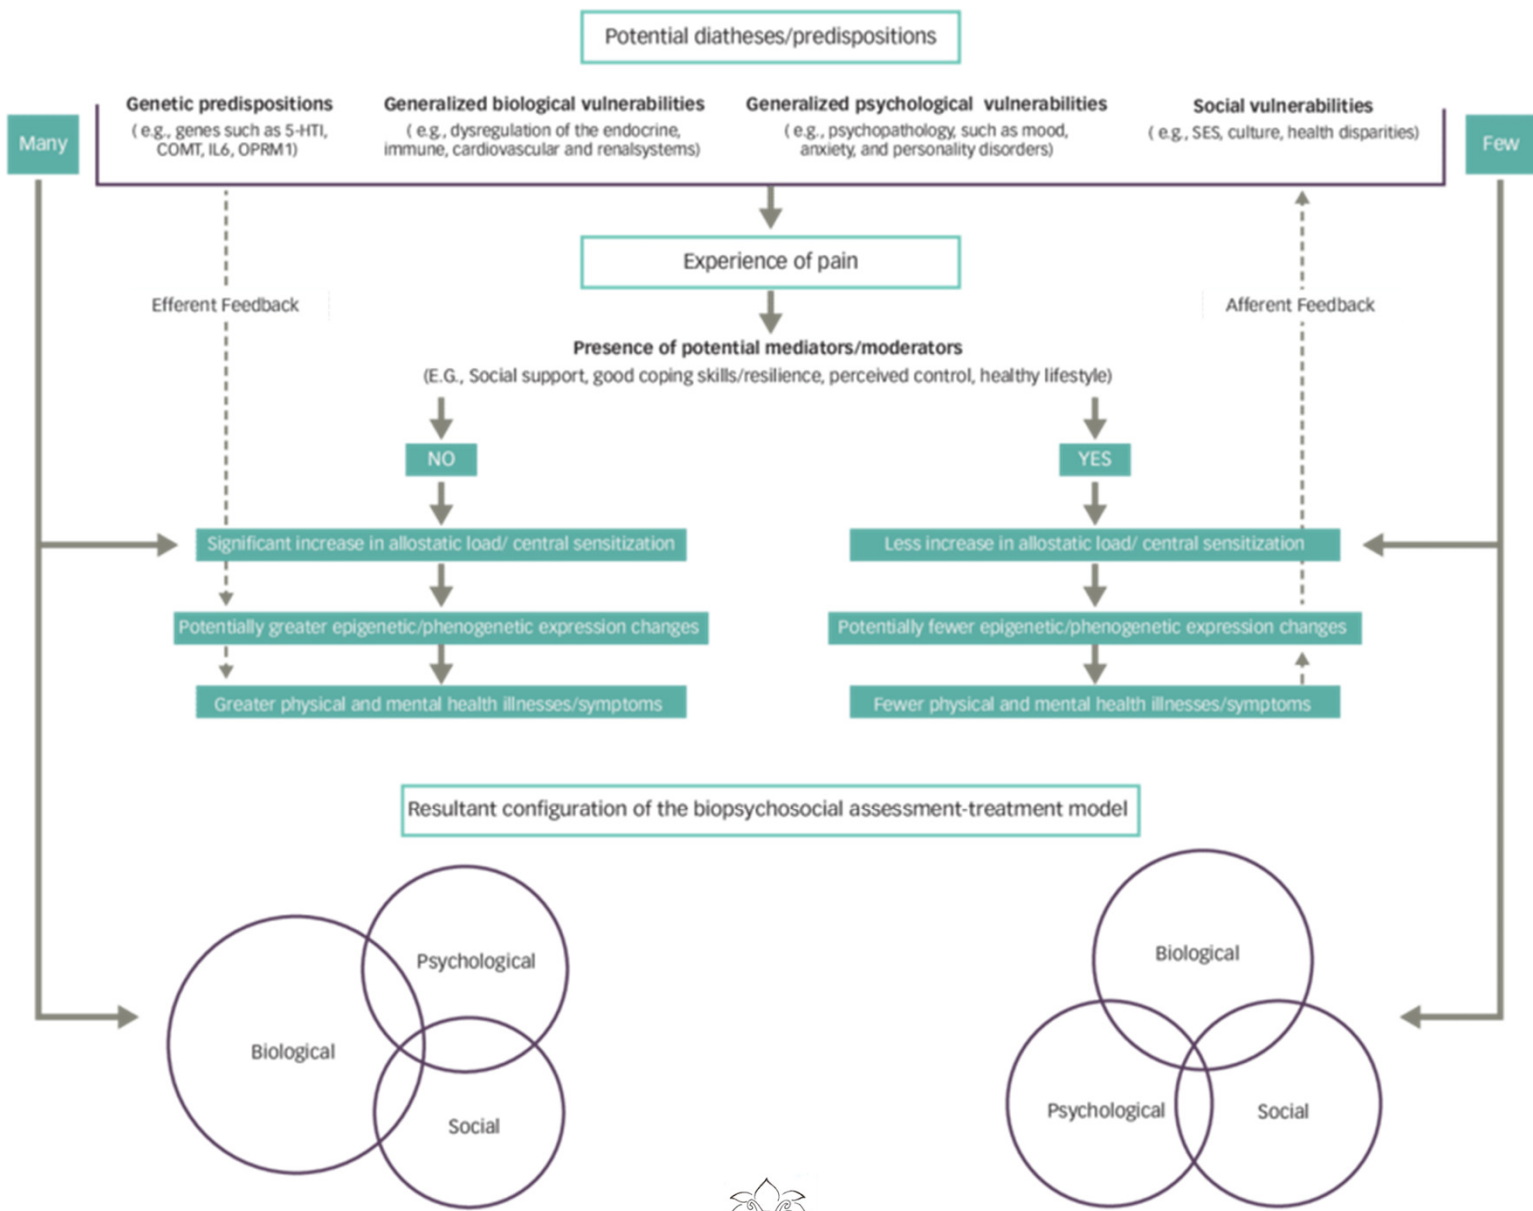 Potential diatheses/predispositions
Many
Genetic predispositions
( e.g., genes such as 5-HTI,
COMT, IL6, OPRM1)
Generalized biological vulnerabilities
( e.g., dysregulation of the endocrine,
immune, cardiovascular and renalsystems)
Generalized psychological vulnerabilities
( e.g., psychopathology, such as mood,
anxiety, and personality disorders)
Social vulnerabilities
( e.g., SES, culture, health disparities)
Few
Experience of pain
Efferent Feedback
Afferent Feedback
Presence of potential mediators/moderators
(E.G., Social support, good coping skills/resilience, perceived control, healthy lifestyle)
NO
YES
Significant increase in allostatic load/ central sensitization
Less increase in allostatic load/ central sensitization
Potentially greater epigenetic/phenogenetic expression changes
Potentially fewer epigenetic/phenogenetic expression changes
Greater physical and mental health illnesses/symptoms
Fewer physical and mental health illnesses/symptoms
Resultant configuration of the biopsychosocial assessment-treatment model
Psychological
Biological
Social
Biological
Psychological
Social